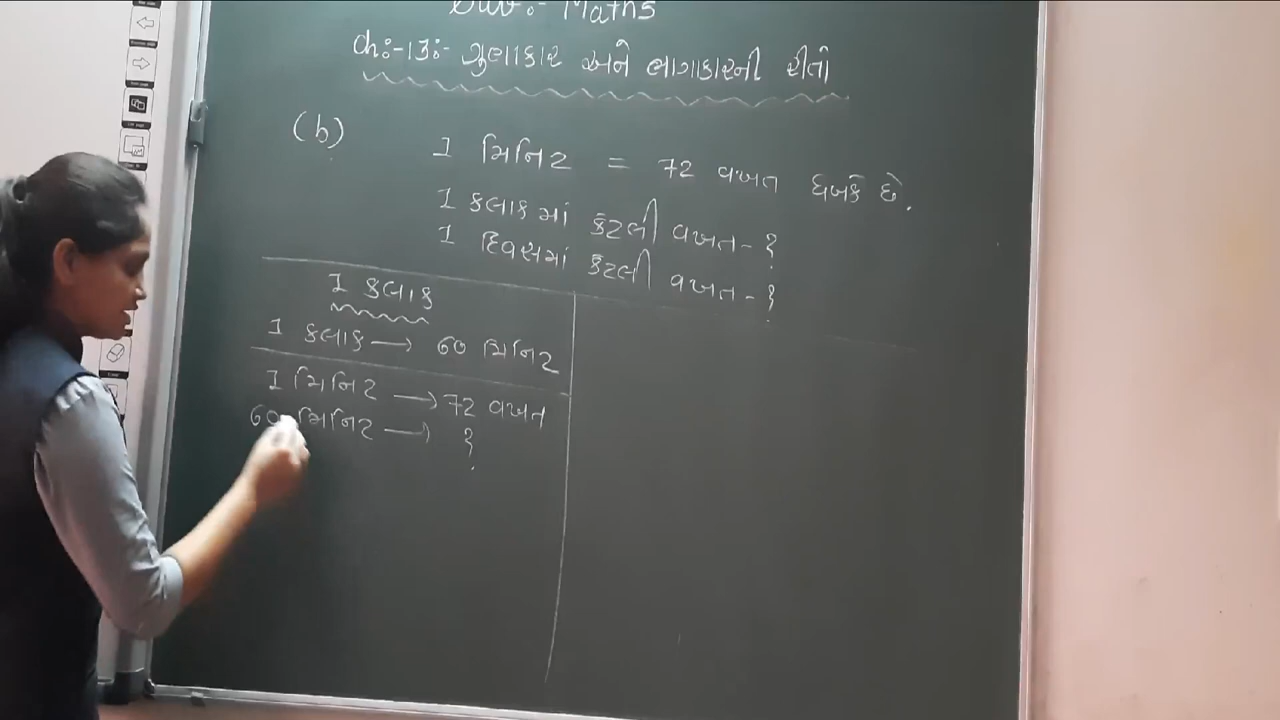 Sub:- Maths
Ch:-13:- ગુણાકાર અને ભાગાકારની રીતો
(b) 1 મિનિટ = 72 વખત ધબકે છે.
1 કલાકમાં કેટલી વખત-?
1 દિવસમાં કેટલી વખત-?
1 કલાક
1 કલાક → 60 મિનિટ
1 મિનિટ → 72 વખત
60 મિનિટ → ?